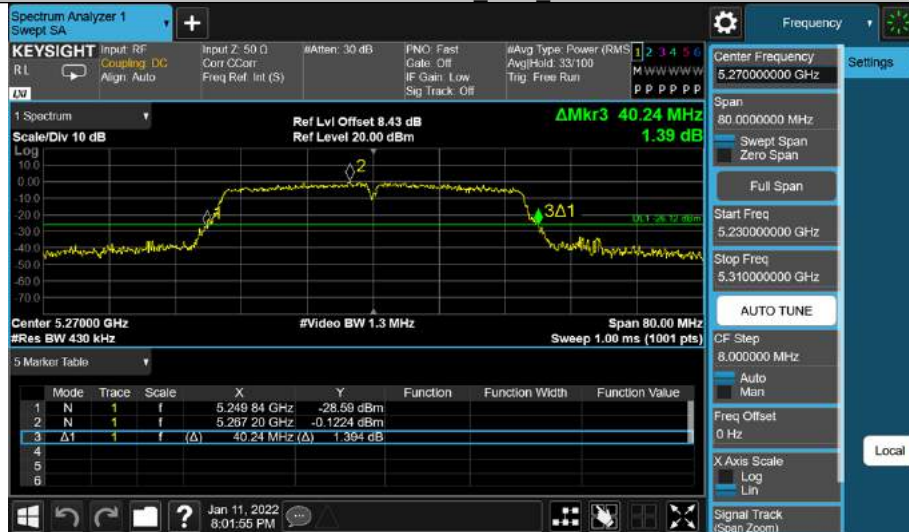 Spectrum Analyzer 1
Swept SA
Frequency
Settings
KEYSIGHT
RL
LXI
Input: RF
Coupling: DC
Align: Auto
Input Z: 50 Ω
Corr CCorr
Freq Ref: Int (S)
#Atten: 30 dB
PNO: Fast
Gate: Off
IF Gain: Low
Sig Track: Off
#Avg Type: Power (RMS
Avg|Hold: 33/100
Trig: Free Run
1 2 3 4 5 6
M W W W W W
P P P P P P
1 Spectrum
Scale/Div 10 dB
Ref Lvl Offset 8.43 dB
Ref Level 20.00 dBm
ΔMkr3 40.24 MHz
1.39 dB
Log
10.0
0.00
-10.0
-20.0
-30.0
-40.0
-50.0
-60.0
-70.0
2
3Δ1
DL1 -26.12 dBm
Center 5.27000 GHz
#Res BW 430 kHz
#Video BW 1.3 MHz
Span 80.00 MHz
Sweep 1.00 ms (1001 pts)
5 Marker Table
Mode Trace Scale X Y Function Function Width Function Value
1 N 1 f 5.249 84 GHz -28.59 dBm
2 N 1 f 5.267 20 GHz -0.1224 dBm
3 Δ1 1 f (Δ) 40.24 MHz (Δ) 1.394 dB
4
5
6
Center Frequency
5.270000000 GHz
Span
80.0000000 MHz
Swept Span
Zero Span
Full Span
Start Freq
5.230000000 GHz
Stop Freq
5.310000000 GHz
AUTO TUNE
CF Step
8.000000 MHz
Auto
Man
Freq Offset
0 Hz
X Axis Scale
Log
Lin
Signal Track
(Span Zoom)
Local
?
Jan 11, 2022
8:01:55 PM